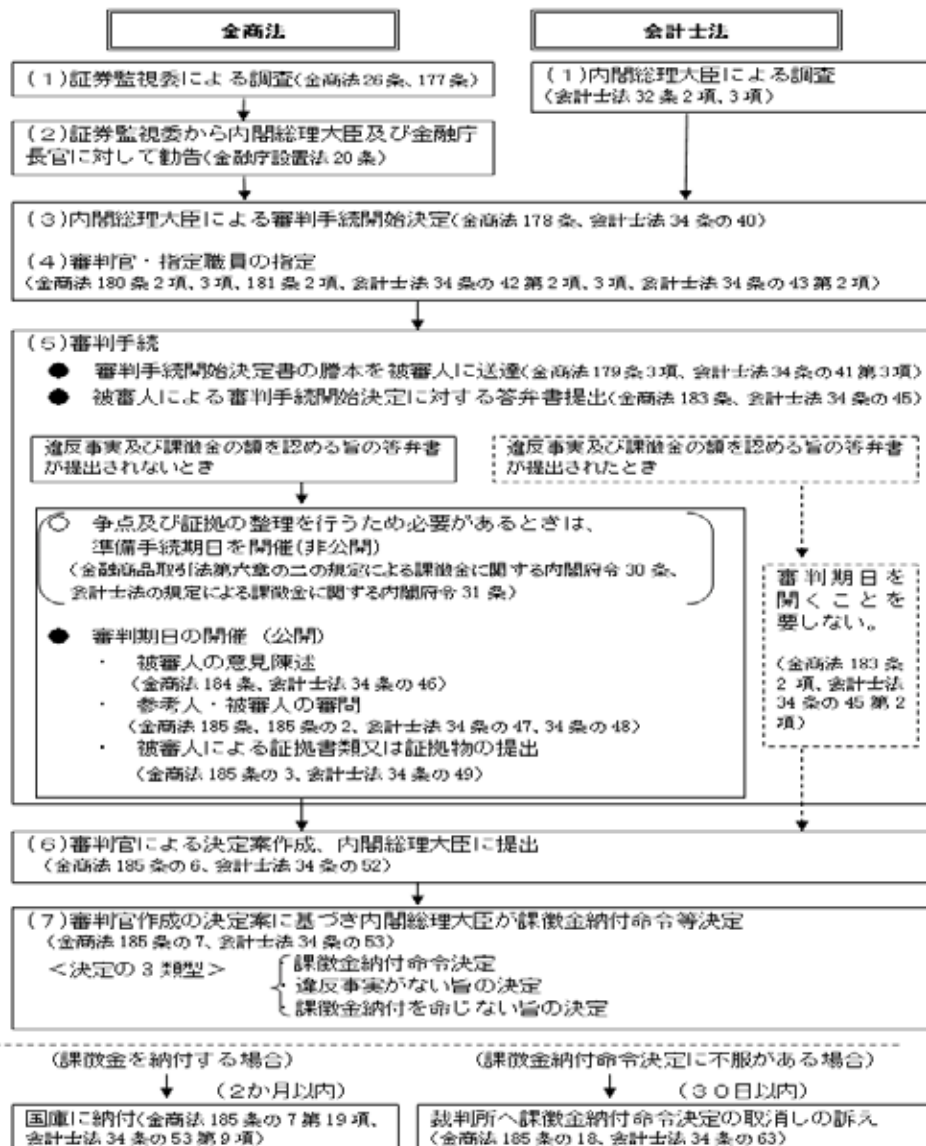 金商法
会計士法
(1)証券監視委による調査(金商法26条、177条)
(1)内閣総理大臣による調査
(会計士法32条2項、3項)
(2)証券監視委から内閣総理大臣及び金融庁
長官に対して勧告(金融庁設置法20条)
(3)内閣総理大臣による審判手続開始決定(金商法178条、会計士法34条の40)
(4)審判官・指定職員の指定
(金商法180条2項、3項、181条2項、会計士法34条の42第2項、3項、会計士法34条の43第2項)
(5)審判手続
● 審判手続開始決定書の謄本を被審人に送達(金商法179条3項、会計士法34条の41第3項)
● 被審人による審判手続開始決定に対する答弁書提出(金商法183条、会計士法34条の45)
違反事実及び課徴金の額を認める旨の答弁書
が提出されないとき
違反事実及び課徴金の額を認める旨の答弁書
が提出されたとき
○ 争点及び証拠の整理を行うため必要があるときは、
準備手続期日を開催(非公開)
(金融商品取引法第六章の二の規定による課徴金に関する内閣府令30条、
会計士法の規定による課徴金に関する内閣府令31条)
● 審判期日の開催(公開)
・ 被審人の意見陳述
(金商法184条、会計士法34条の46)
・ 参考人・被審人の審問
(金商法185条、185条の2、会計士法34条の47、34条の48)
・ 被審人による証拠書類又は証拠物の提出
(金商法185条の3、会計士法34条の49)
審判期日を
開くことを
要しない。
(金商法183条
2項、会計士法
34条の45第2
項)
(6)審判官による決定案作成、内閣総理大臣に提出
(金商法185条の6、会計士法34条の52)
(7)審判官作成の決定案に基づき内閣総理大臣が課徴金納付命令等決定
(金商法185条の7、会計士法34条の53)
<決定の3類型>
課徴金納付命令決定
違反事実がない旨の決定
課徴金納付を命じない旨の決定
(課徴金を納付する場合)
(課徴金納付命令決定に不服がある場合)
(2か月以内)
(30日以内)
国庫に納付(金商法185条の7第19項、
会計士法34条の53第9項)
裁判所へ課徴金納付命令決定の取消しの訴え
(金商法185条の18、会計士法34条の63)